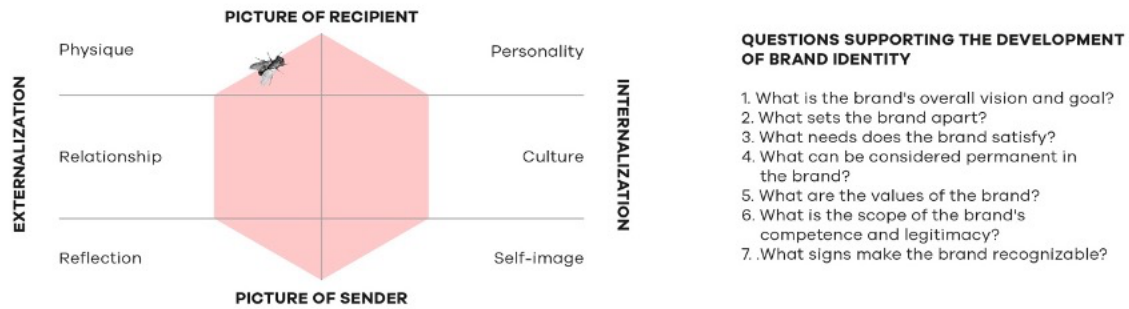 PICTURE OF RECIPIENT
Physique
Personality
EXTERNALIZATION
INTERNALIZATION
Relationship
Culture
Reflection
Self-image
PICTURE OF SENDER
QUESTIONS SUPPORTING THE DEVELOPMENT
OF BRAND IDENTITY
1. What is the brand's overall vision and goal?
2. What sets the brand apart?
3. What needs does the brand satisfy?
4. What can be considered permanent in
the brand?
5. What are the values of the brand?
6. What is the scope of the brand's
competence and legitimacy?
7. .What signs make the brand recognizable?